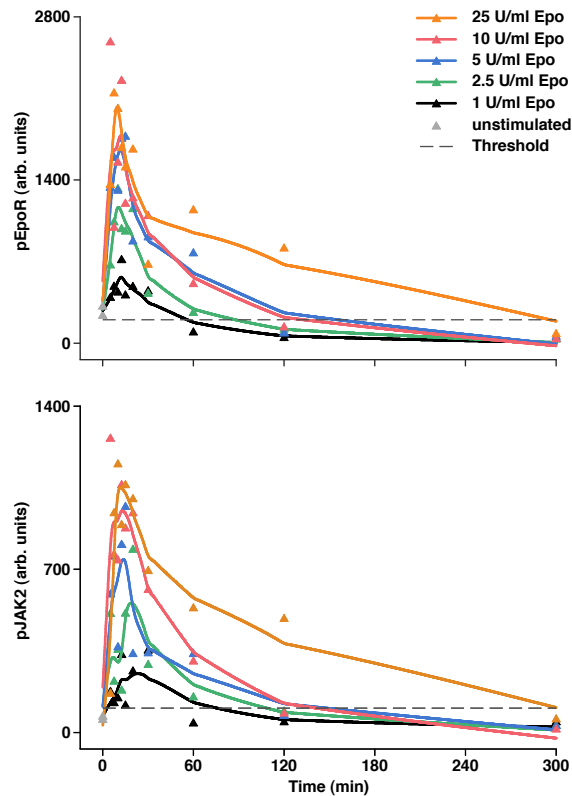 2800
1400
0
pEpoR (arb. units)
25 U/ml Epo
10 U/ml Epo
5 U/ml Epo
2.5 U/ml Epo
1 U/ml Epo
unstimulated
Threshold
1400
700
0
pJAK2 (arb. units)
0 60 120 180 240 300
Time (min)